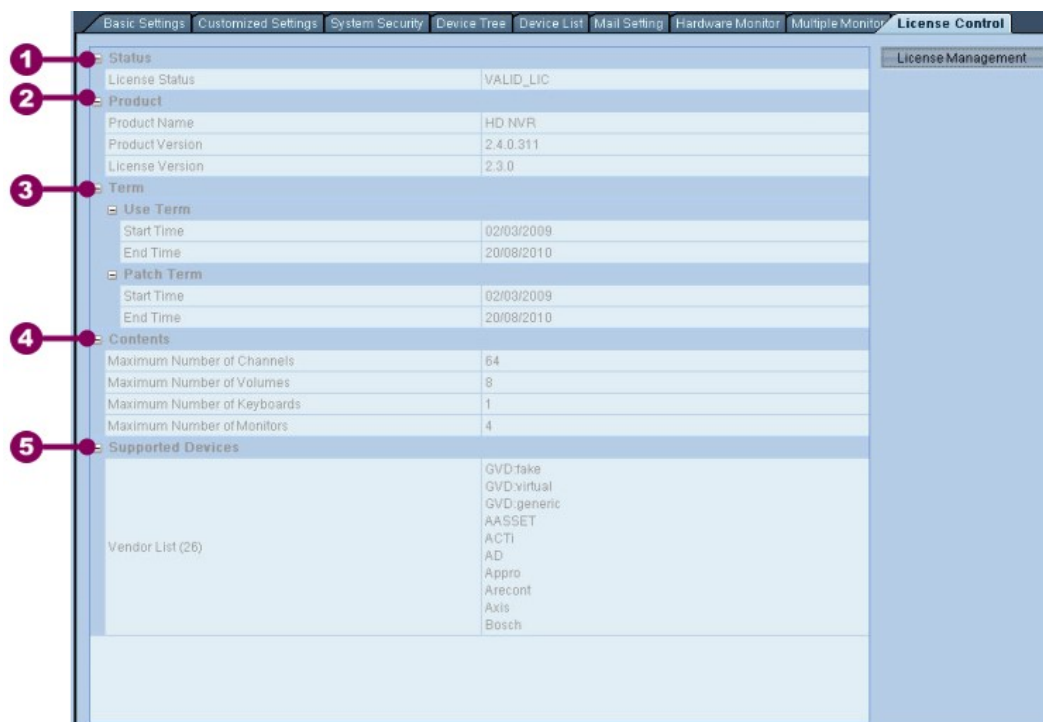 Basic Settings Customized Settings System Security Device Tree Device List Mail Setting Hardware Monitor Multiple Monitor License Control
License Management
1 Status
License Status VALID_LIC
2 Product
Product Name HD NVR
Product Version 2.4.0.311
License Version 2.3.0
3 Term
Use Term
Start Time 02/03/2009
End Time 20/08/2010
Patch Term
Start Time 02/03/2009
End Time 20/08/2010
4 Contents
Maximum Number of Channels 64
Maximum Number of Volumes 8
Maximum Number of Keyboards 1
Maximum Number of Monitors 4
5 Supported Devices
Vendor List (26)
GVD:fake
GVD:virtual
GVD:generic
AASSET
ACTi
AD
Appro
Arecont
Axis
Bosch